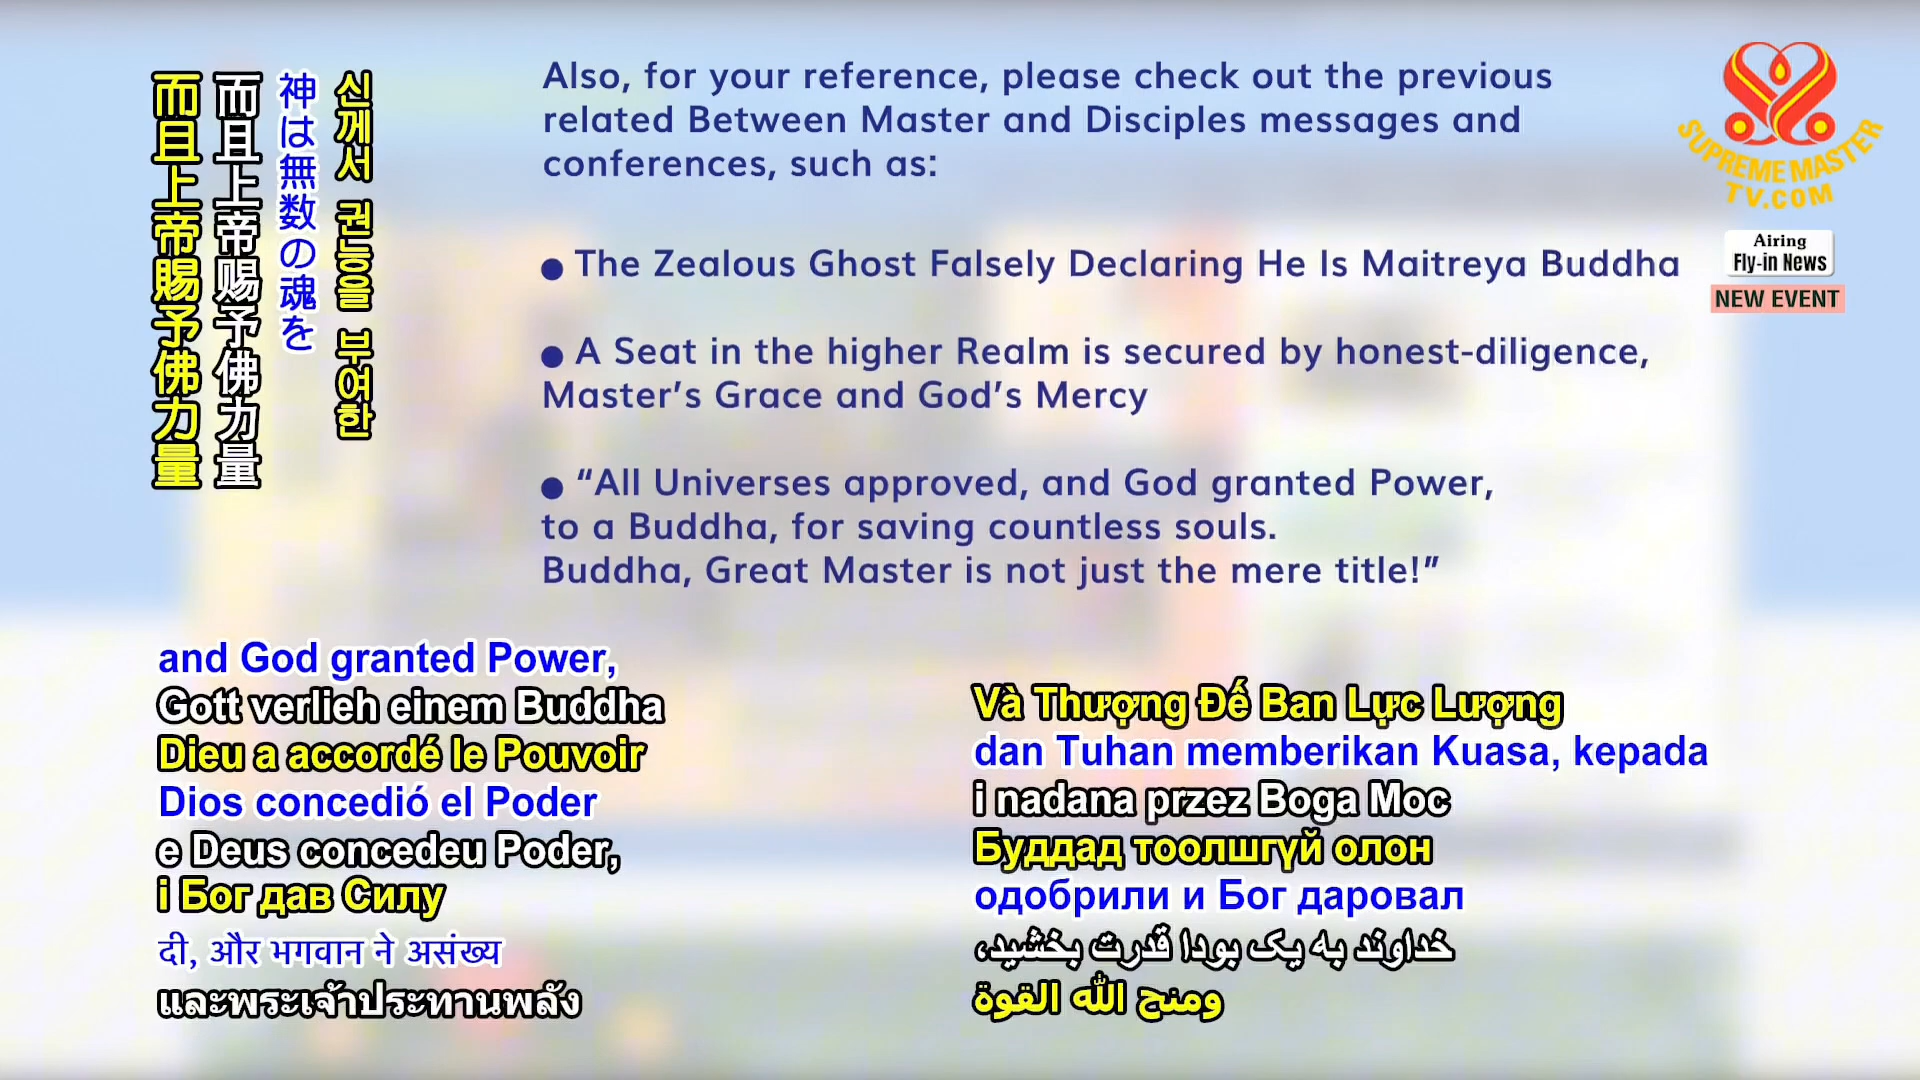 Also, for your reference, please check out the previous
related Between Master and Disciples messages and
conferences, such as:
● The Zealous Ghost Falsely Declaring He Is Maitreya Buddha
● A Seat in the higher Realm is secured by honest-diligence,
Master's Grace and God's Mercy
● “All Universes approved, and God granted Power,
to a Buddha, for saving countless souls.
Buddha, Great Master is not just the mere title!”
SUPREME MASTER
TV.COM
Airing
Fly-in News
NEW EVENT
신께서 권능을 부여한
神は無数の魂を
而且上帝赐予佛力量
而且上帝賜予佛力量
and God granted Power,
Gott verlieh einem Buddha
Dieu a accordé le Pouvoir
Dios concedió el Poder
e Deus concedeu Poder,
і Бог дав Силу
दी, और भगवान ने असंख्य
และพระเจ้าประทานพลัง
Và Thượng Đế Ban Lực Lượng
dan Tuhan memberikan Kuasa, kepada
i nadana przez Boga Moc
Буддад тоолшгүй олон
одобрили и Бог даровал
خداوند به یک بودا قدرت بخشید،
ومنح الله القوة